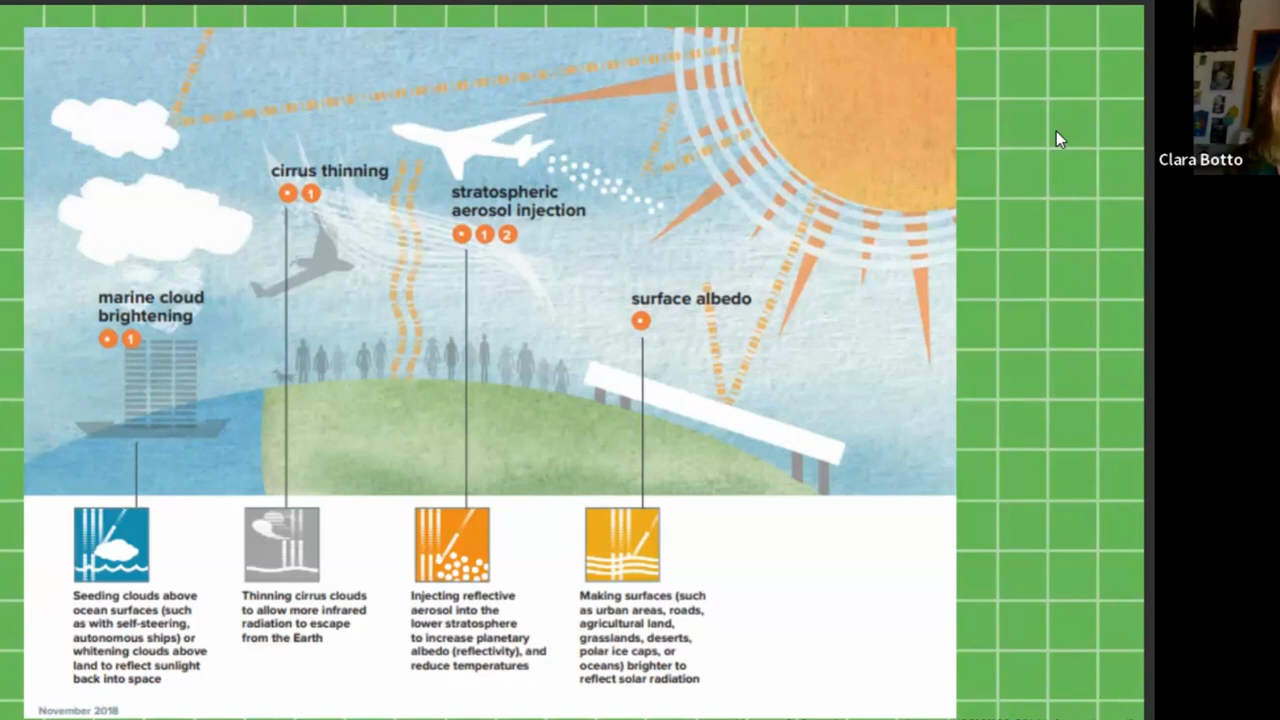 cirrus thinning
1
stratospheric
aerosol injection
1 2
marine cloud
brightening
1
surface albedo
Seeding clouds above
ocean surfaces (such
as with self-steering,
autonomous ships) or
whitening clouds above
land to reflect sunlight
back into space
Thinning cirrus clouds
to allow more infrared
radiation to escape
from the Earth
Injecting reflective
aerosol into the
lower stratosphere
to increase planetary
albedo (reflectivity), and
reduce temperatures
Making surfaces (such
as urban areas, roads,
agricultural land,
grasslands, deserts,
polar ice caps, or
oceans) brighter to
reflect solar radiation
November 2018
Clara Botto